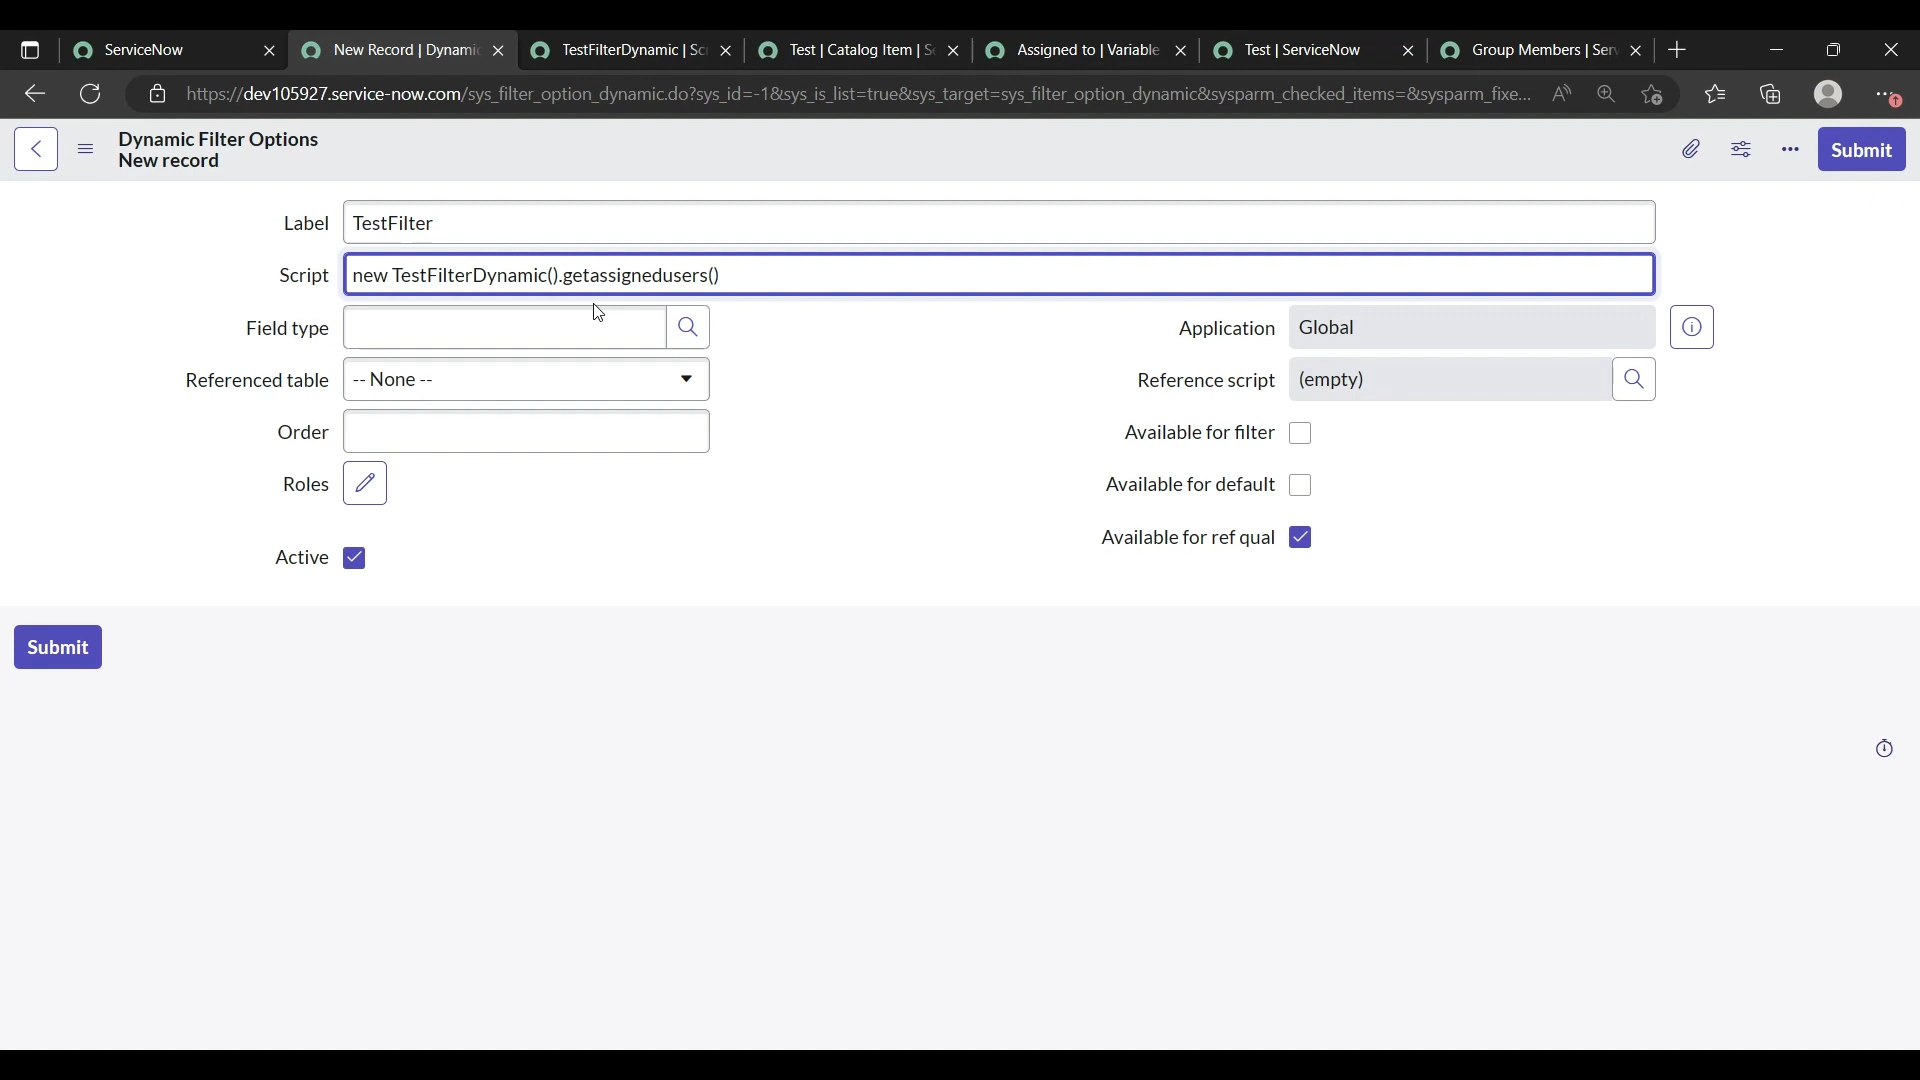 ServiceNow
New Record | Dynamic
TestFilterDynamic | Sc
Test | Catalog Item | S
Assigned to | Variable
Test | ServiceNow
Group Members | Ser
https://dev105927.service-now.com/sys_filter_option_dynamic.do?sys_id=-1&sys_is_list=true&sys_target=sys_filter_option_dynamic&sysparm_checked_items=&sysparm_fixe...
Dynamic Filter Options
New record
Submit
Label TestFilter
Script new TestFilterDynamic().getassignedusers()
Field type
Application Global
Referenced table -- None --
Reference script (empty)
Order
Available for filter
Roles
Available for default
Available for ref qual
Active
Submit